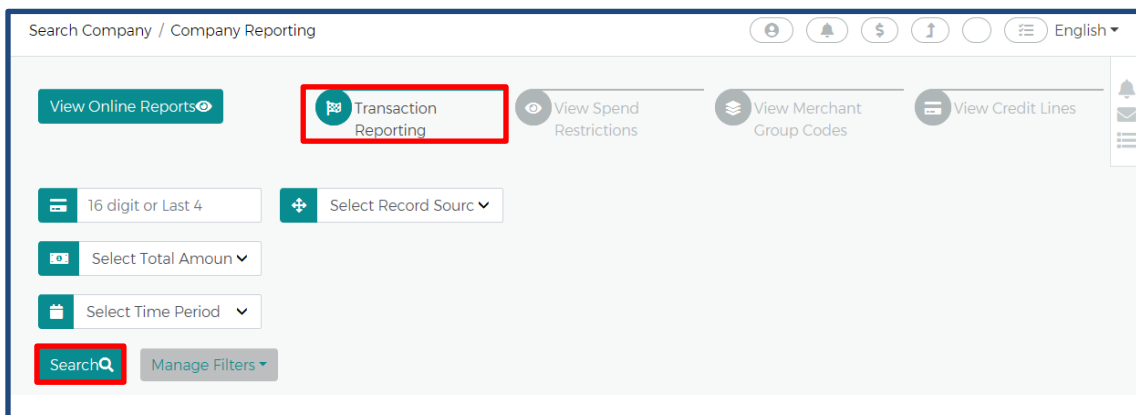 Search Company / Company Reporting
English
View Online Reports
Transaction
Reporting
View Spend
Restrictions
View Merchant
Group Codes
View Credit Lines
16 digit or Last 4
Select Record Sourc
Select Total Amoun
Select Time Period
Search
Manage Filters